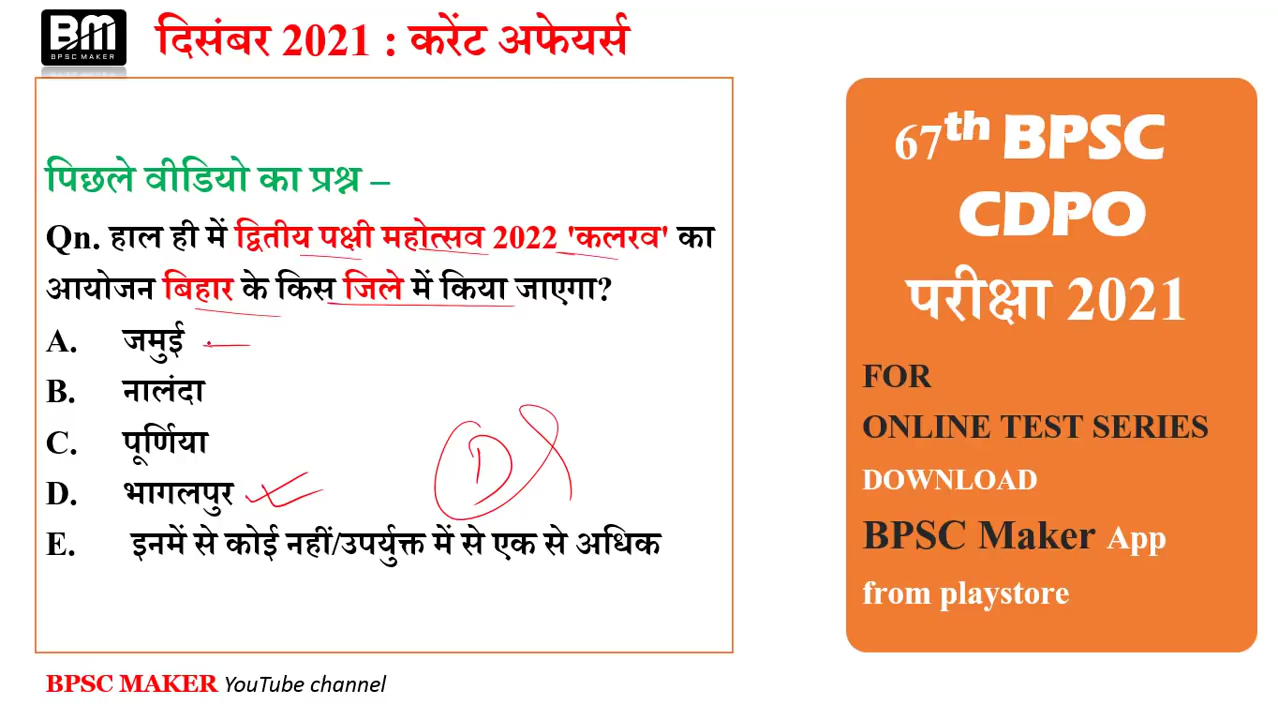 BM
BPSC MAKER
दिसंबर 2021 : करेंट अफेयर्स
पिछले वीडियो का प्रश्न –
Qn. हाल ही में द्वितीय पक्षी महोत्सव 2022 'कलरव' का
आयोजन बिहार के किस जिले में किया जाएगा?
A. जमुई
B. नालंदा
C. पूर्णिया
D. भागलपुर
E. इनमें से कोई नहीं/उपर्युक्त में से एक से अधिक
D
BPSC MAKER YouTube channel
67th BPSC
CDPO
परीक्षा 2021
FOR
ONLINE TEST SERIES
DOWNLOAD
BPSC Maker App
from playstore